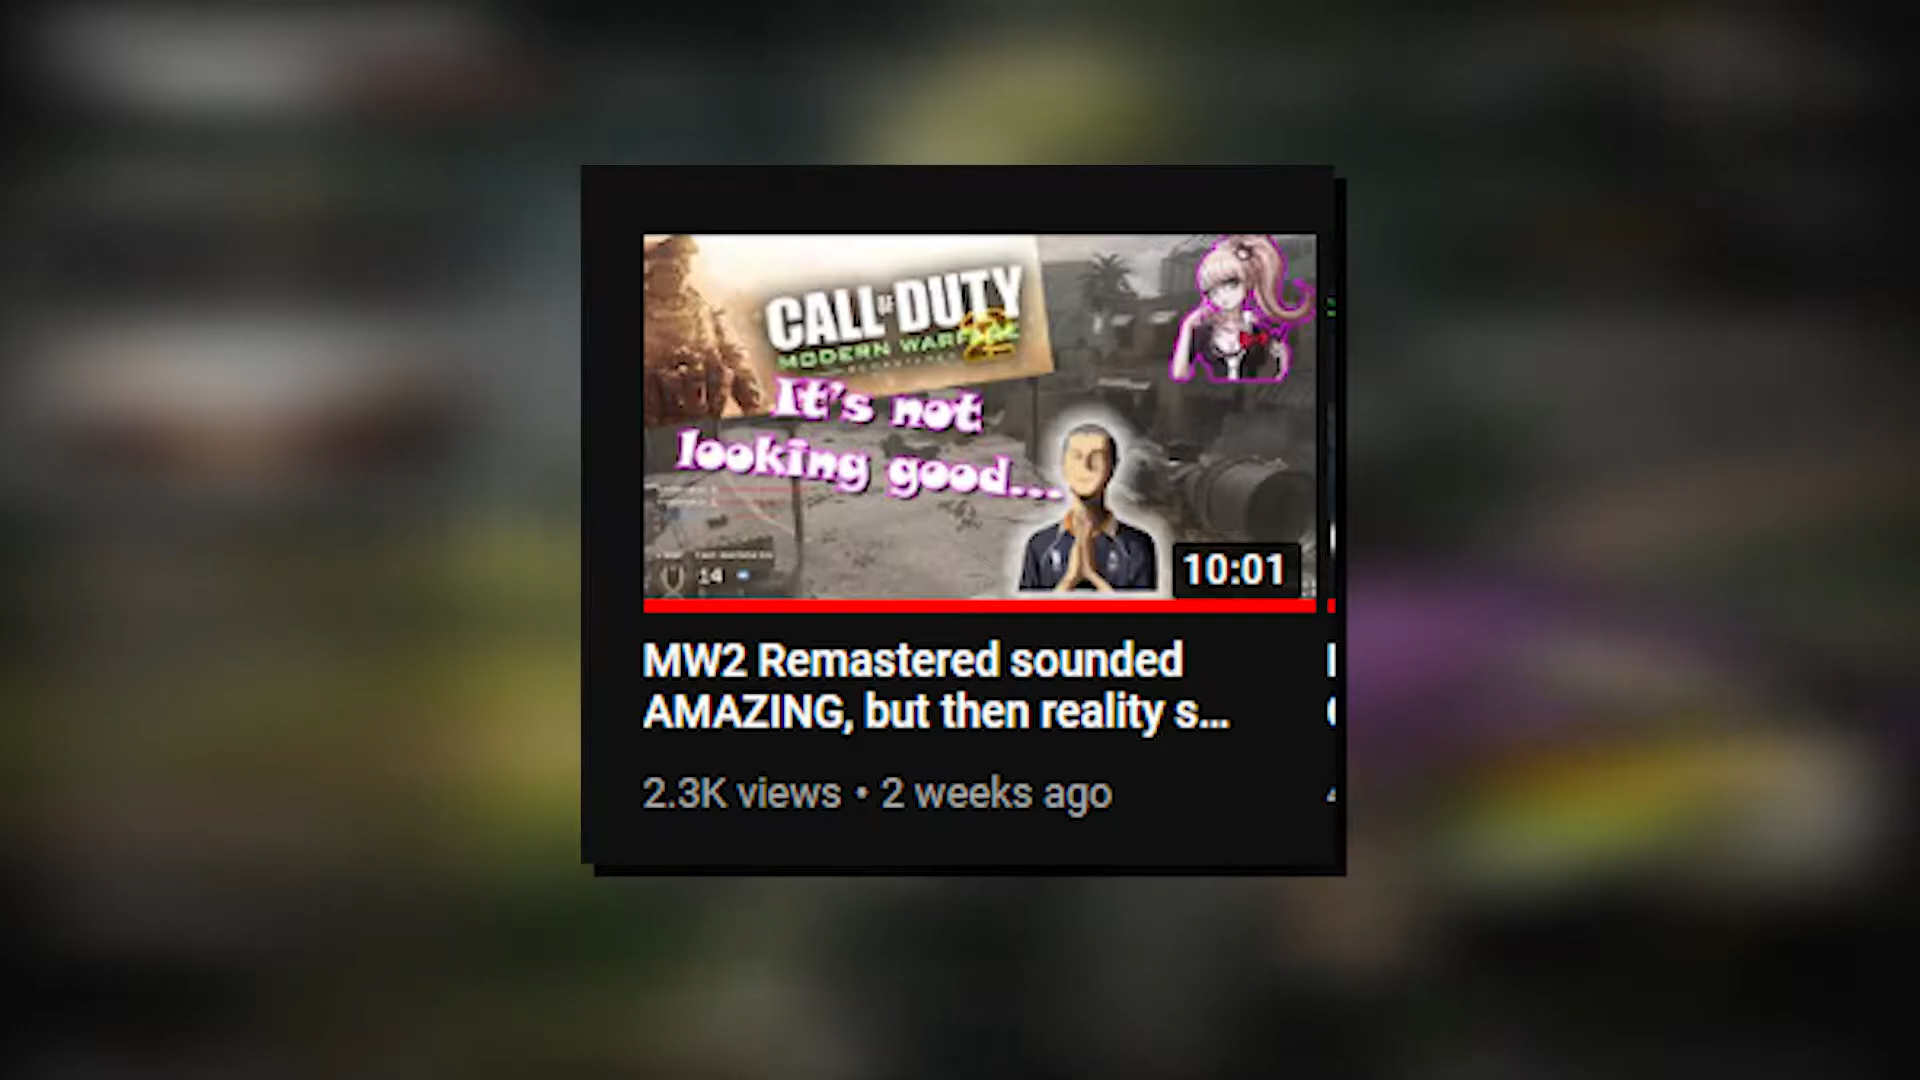 CALL OF DUTY
MODERN WARFARE
2
It's not
looking good...
14
10:01
MW2 Remastered sounded
AMAZING, but then reality s...
2.3K views • 2 weeks ago